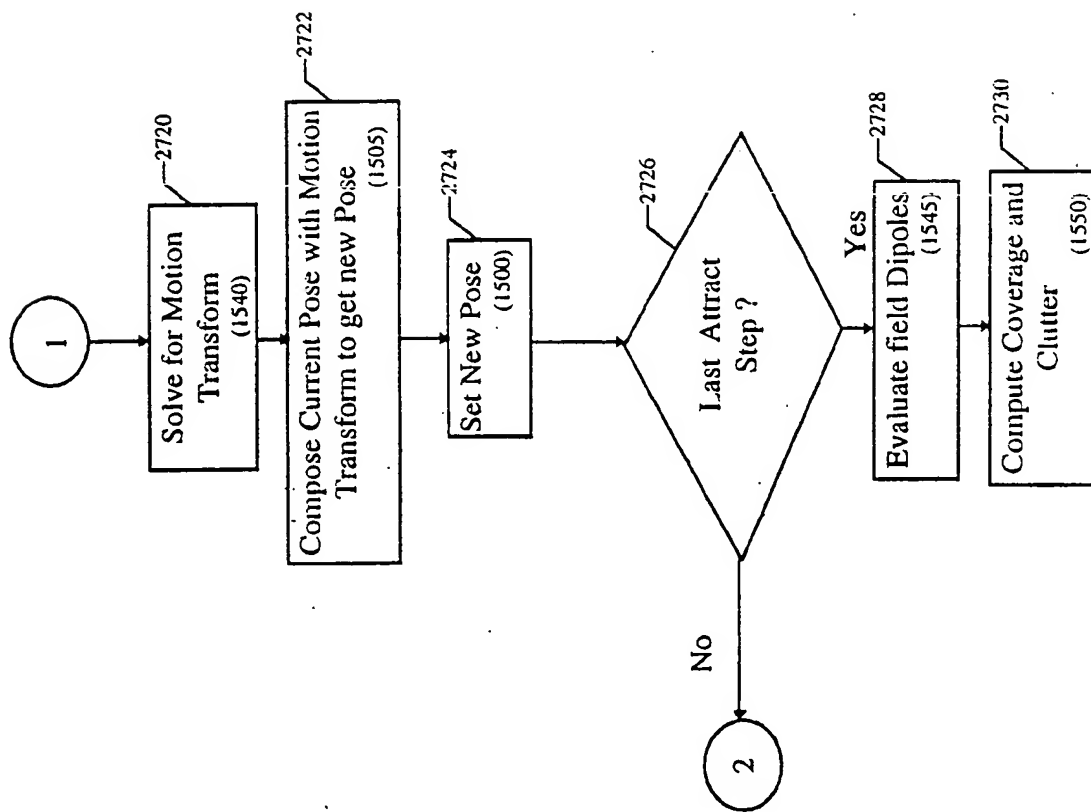 1
2720
Solve for Motion
Transform
(1540)
2722
Compose Current Pose with Motion
Transform to get new Pose
(1505)
2724
Set New Pose
(1500)
2726
Last Attract
Step ?
No
2
Yes
2728
Evaluate field Dipoles
(1545)
2730
Compute Coverage and
Clutter
(1550)